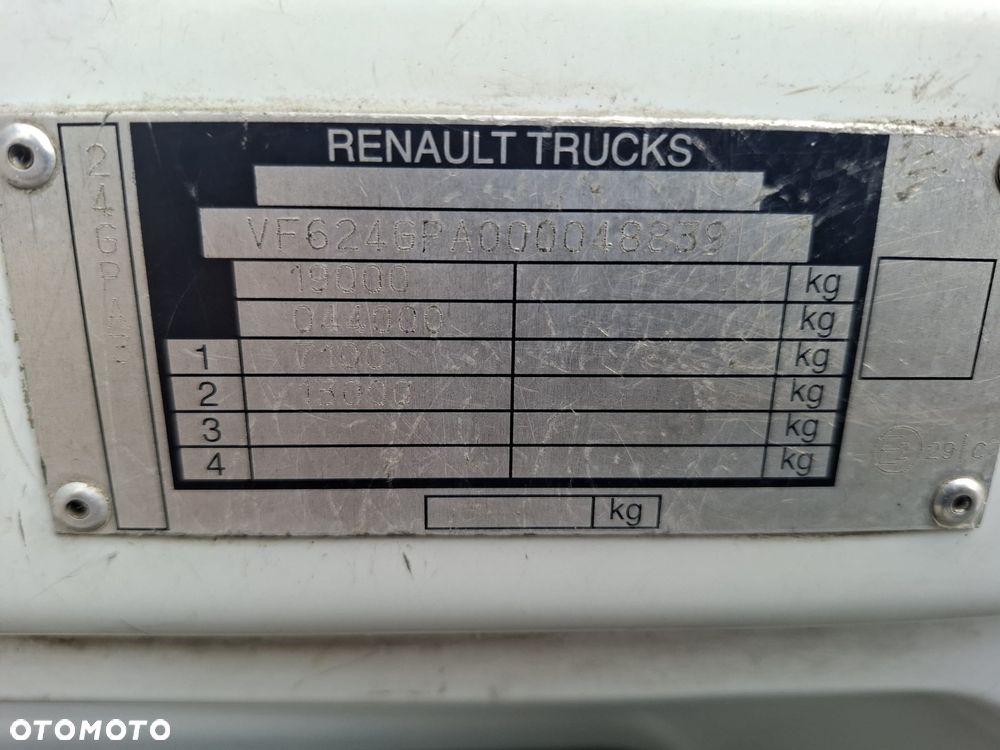 RENAULT TRUCKS
VF624GPA000048839
19000 kg
044000 kg
1 7100 kg
2 13000 kg
3 kg
4 kg
kg
29/C
OTOMOTO